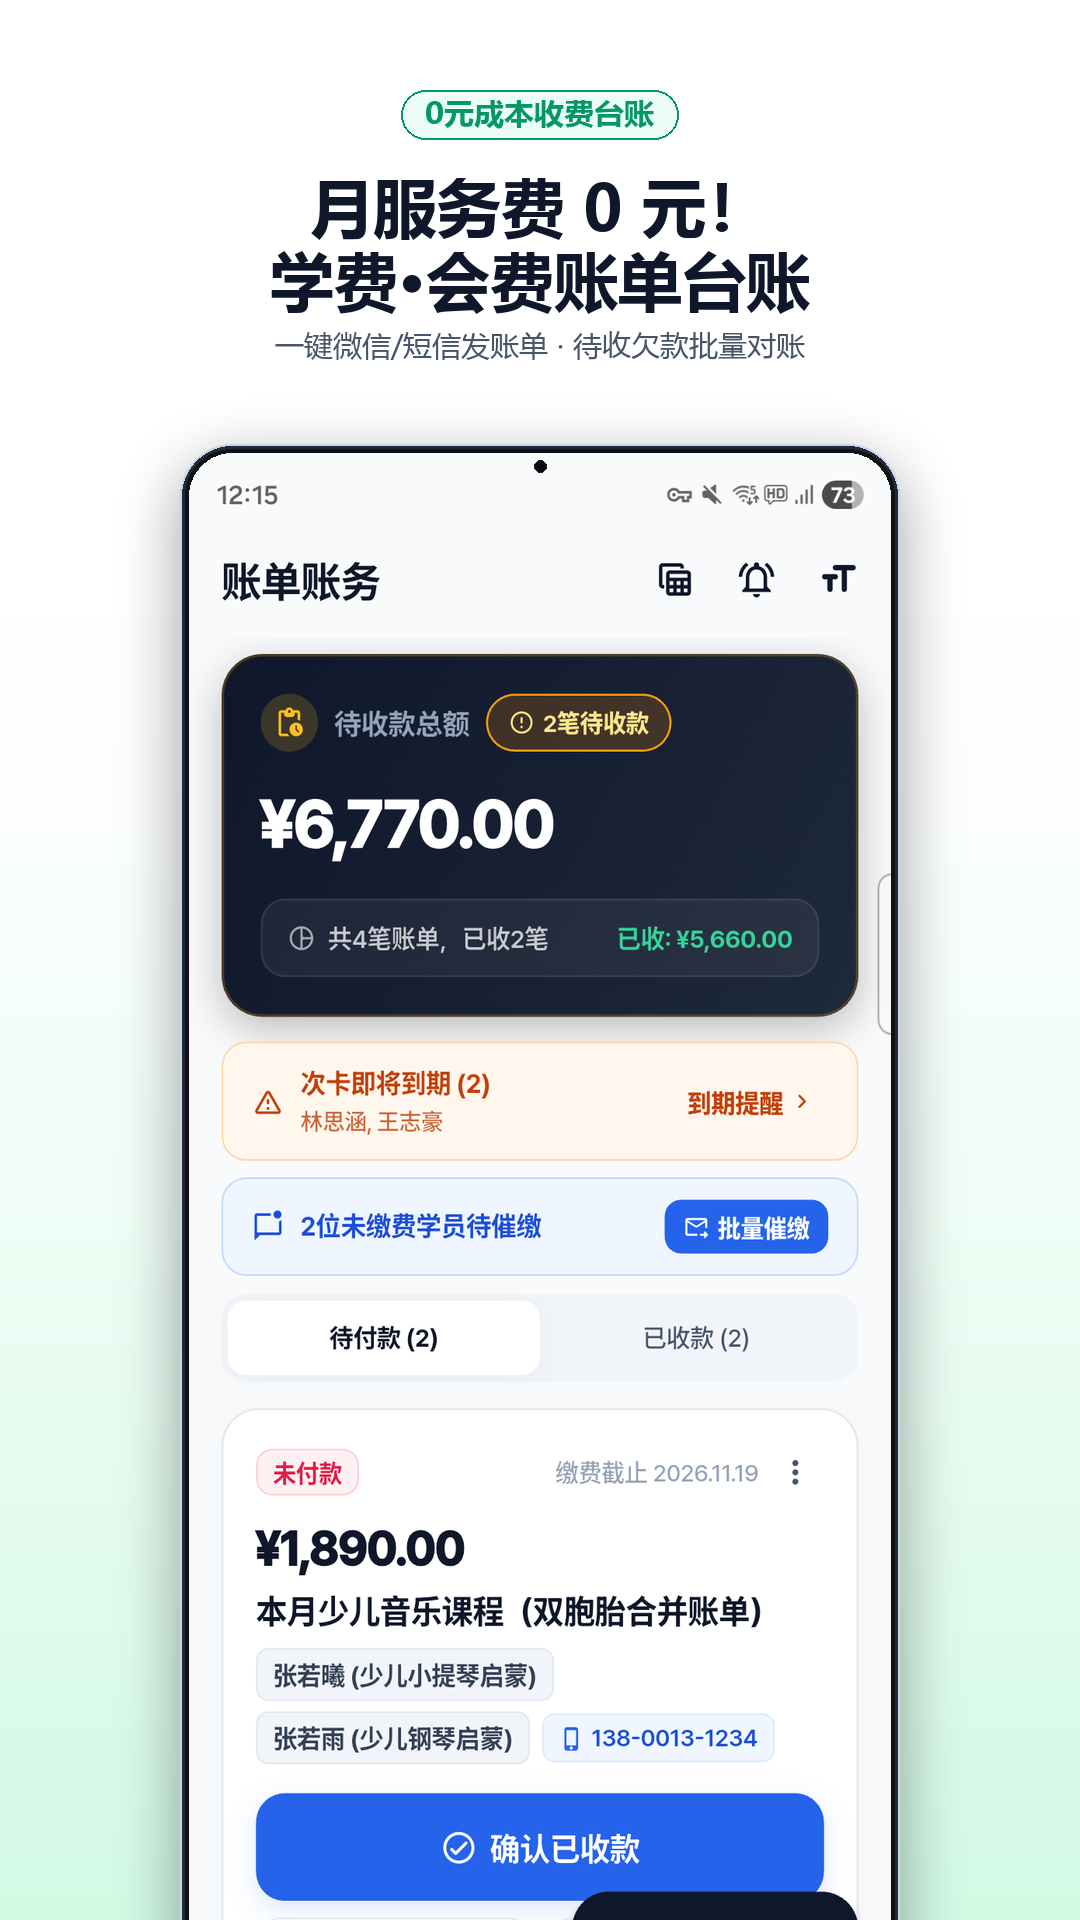 0元成本收费台账
月服务费 0 元！
学费·会费账单台账
一键微信/短信发账单 · 待收欠款批量对账
12:15
HD
73
账单账务
待收款总额
2笔待收款
¥6,770.00
共4笔账单，已收2笔
已收: ¥5,660.00
次卡即将到期 (2)
林思涵, 王志豪
到期提醒
2位未缴费学员待催缴
批量催缴
待付款 (2)
已收款 (2)
未付款
缴费截止 2026.11.19
¥1,890.00
本月少儿音乐课程（双胞胎合并账单）
张若曦 (少儿小提琴启蒙)
张若雨 (少儿钢琴启蒙)
138-0013-1234
确认已收款